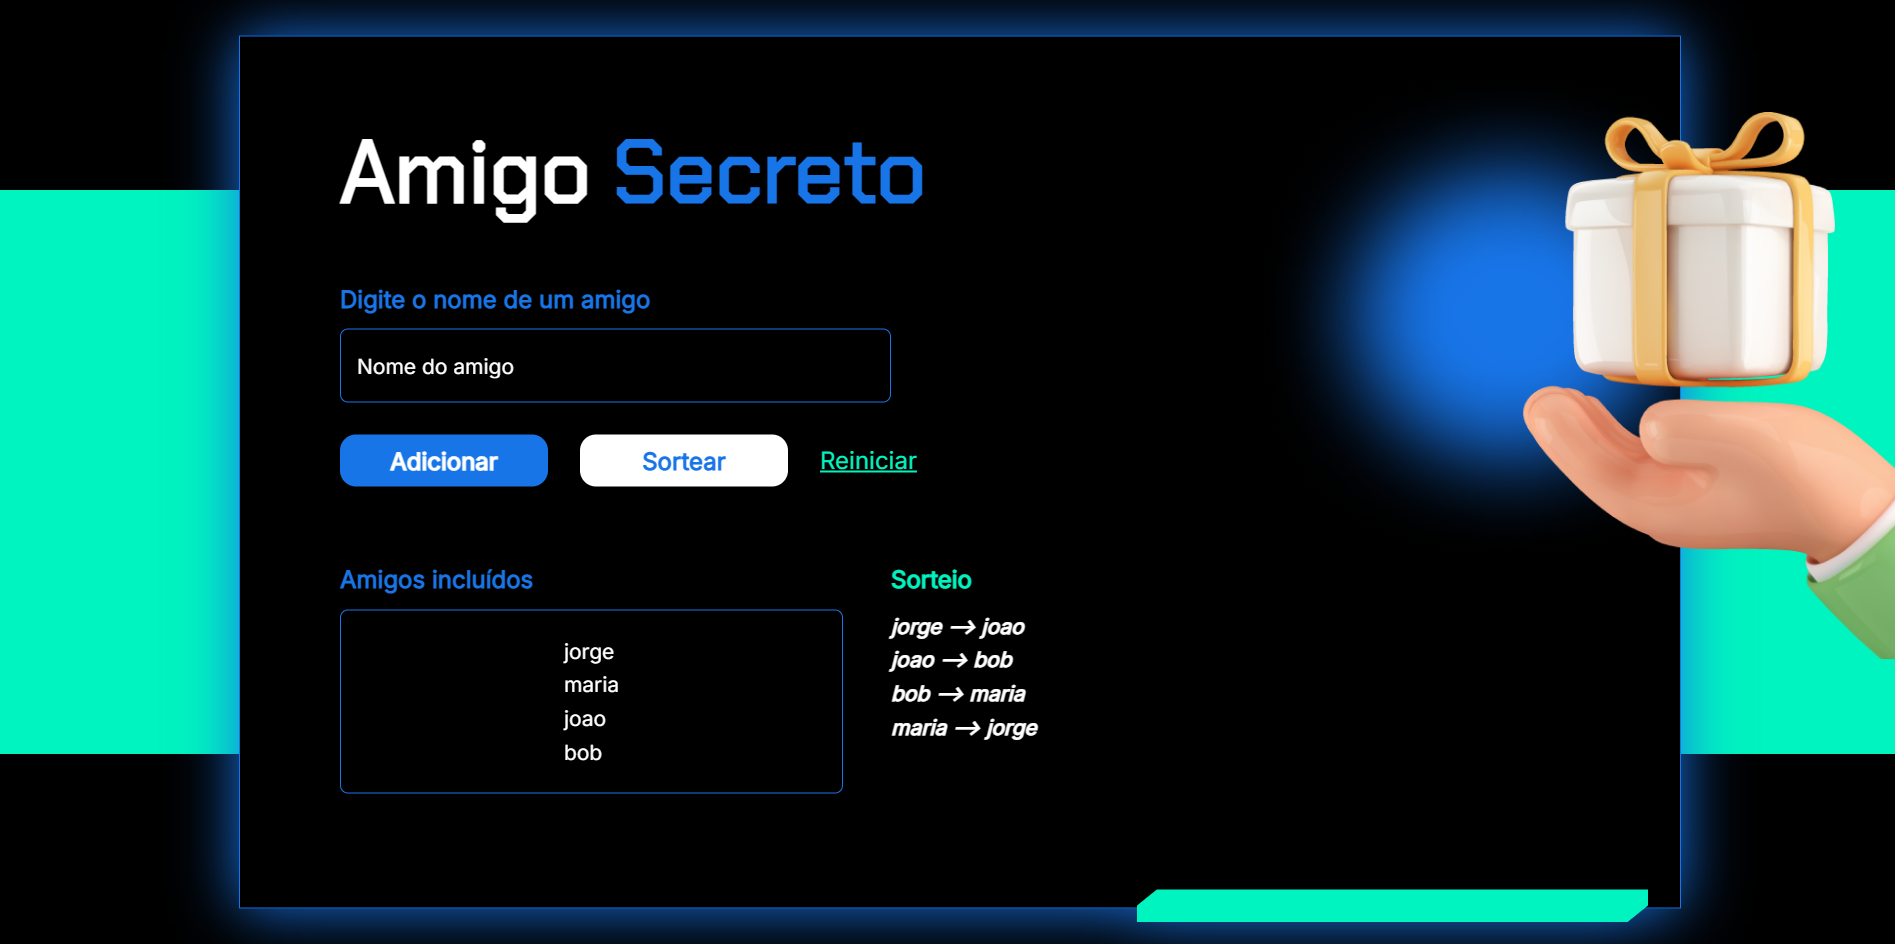 Amigo Secreto
Digite o nome de um amigo
Nome do amigo
Adicionar
Sortear
Reiniciar
Amigos incluídos
jorge
maria
joao
bob
Sorteio
jorge → joao
joao → bob
bob → maria
maria → jorge